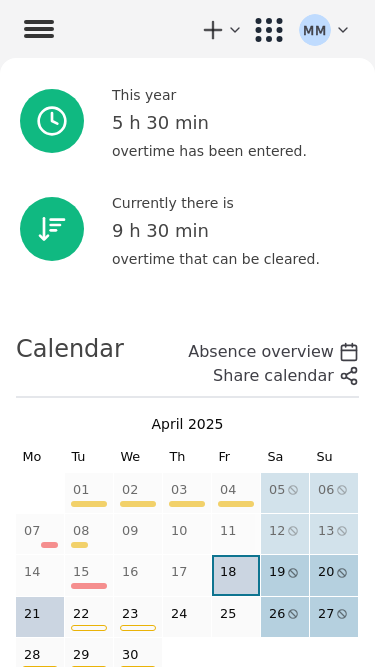 MM
This year
5 h 30 min
overtime has been entered.
Currently there is
9 h 30 min
overtime that can be cleared.
Calendar
Absence overview
Share calendar
April 2025
Mo Tu We Th Fr Sa Su
01 02 03 04 05 06
07 08 09 10 11 12 13
14 15 16 17 18 19 20
21 22 23 24 25 26 27
28 29 30